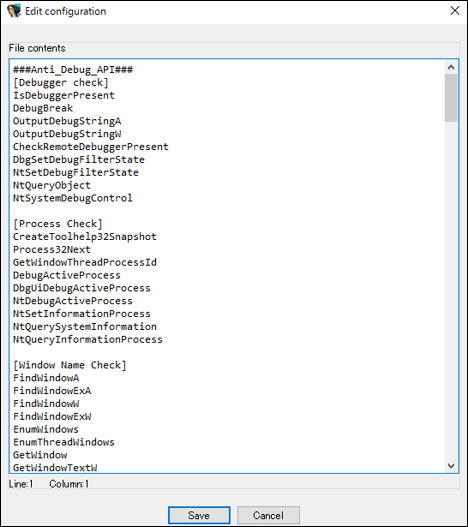 Edit configuration
File contents
###Anti_Debug_API###
[Debugger check]
IsDebuggerPresent
DebugBreak
OutputDebugStringA
OutputDebugStringW
CheckRemoteDebuggerPresent
DbgSetDebugFilterState
NtSetDebugFilterState
NtQueryObject
NtSystemDebugControl

[Process Check]
CreateToolhelp32Snapshot
Process32Next
GetWindowThreadProcessId
DebugActiveProcess
DbgUiDebugActiveProcess
NtDebugActiveProcess
NtSetInformationProcess
NtQuerySystemInformation
NtQueryInformationProcess

[Window Name Check]
FindWindowA
FindWindowExA
FindWindowW
FindWindowExW
EnumWindows
EnumThreadWindows
GetWindow
GetWindowTextW
Line:1 Column:1
Save Cancel